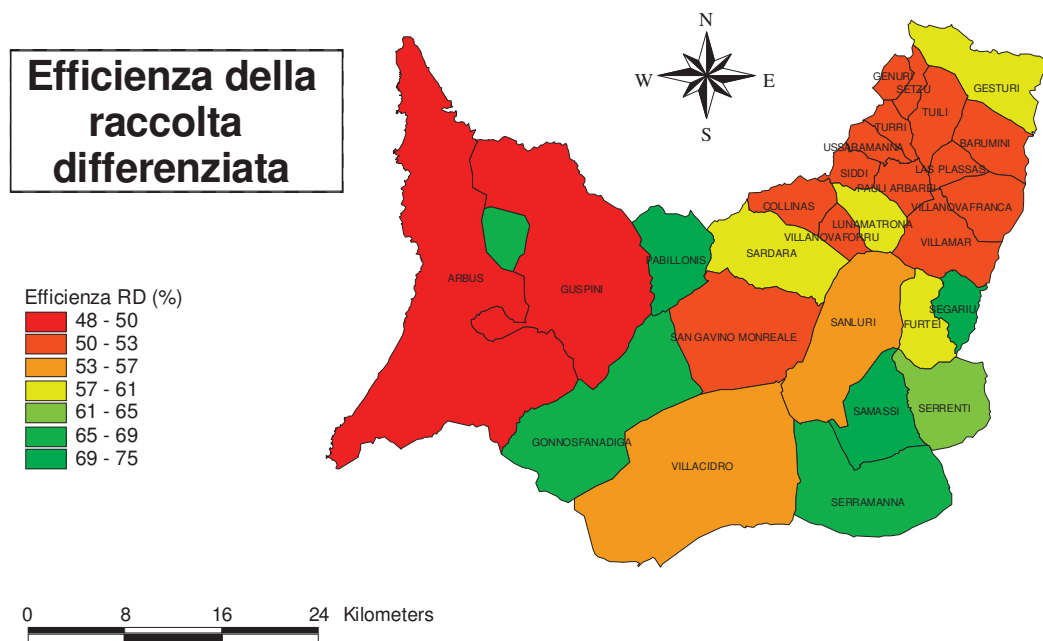 Efficienza della
raccolta
differenziata
N
W E
S
Efficienza RD (%)
48 - 50
50 - 53
53 - 57
57 - 61
61 - 65
65 - 69
69 - 75
GENURI
SETZU
GESTURI
TUILI
TURRI
BARUMINI
USSARAMANNA
LAS PLASSAS
SIDDI
PAULI ARBAREI
COLLINAS
VILLANOVAFRANCA
LUNAMATRONA
VILLANOVAFORRU
VILLAMAR
SARDARA
PABILLONIS
ARBUS
GUSPINI
SEGARIU
SANLURI
FURTEI
SAN GAVINO MONREALE
SAMASSI
SERRENTI
GONNOSFANADIGA
VILLACIDRO
SERRAMANNA
0 8 16 24 Kilometers